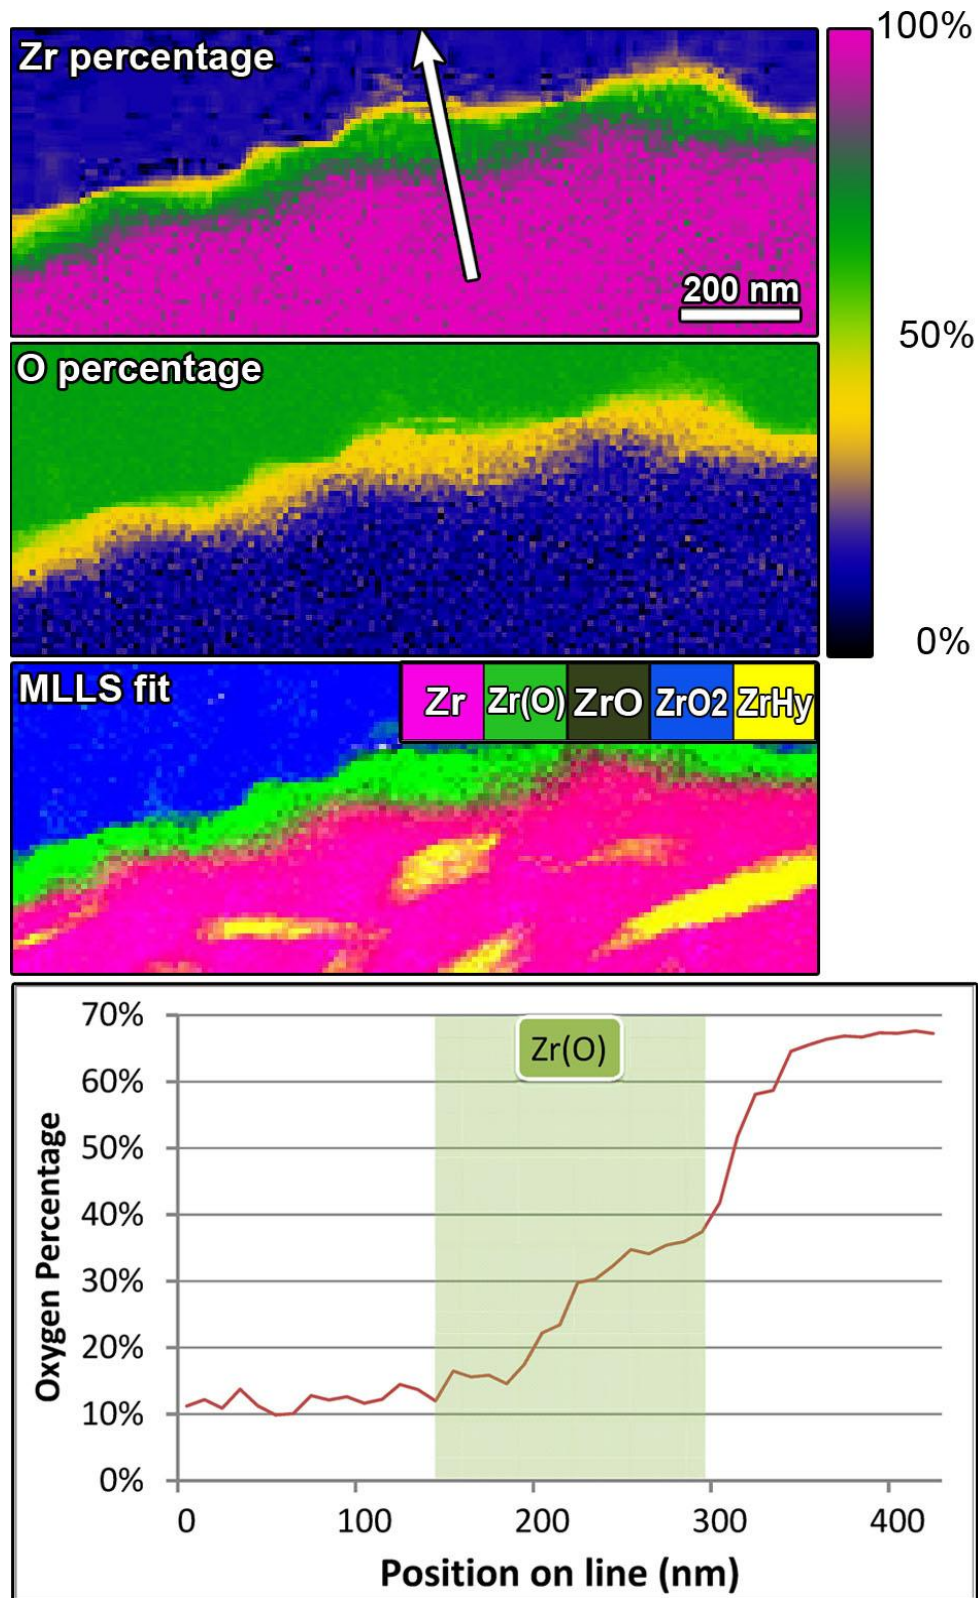 Zr percentage
100%
200 nm
50%
O percentage
0%
MLLS fit
Zr Zr(O) ZrO ZrO2 ZrHy
70%
60%
50%
40%
30%
20%
10%
0%
Zr(O)
Oxygen Percentage
0 100 200 300 400
Position on line (nm)